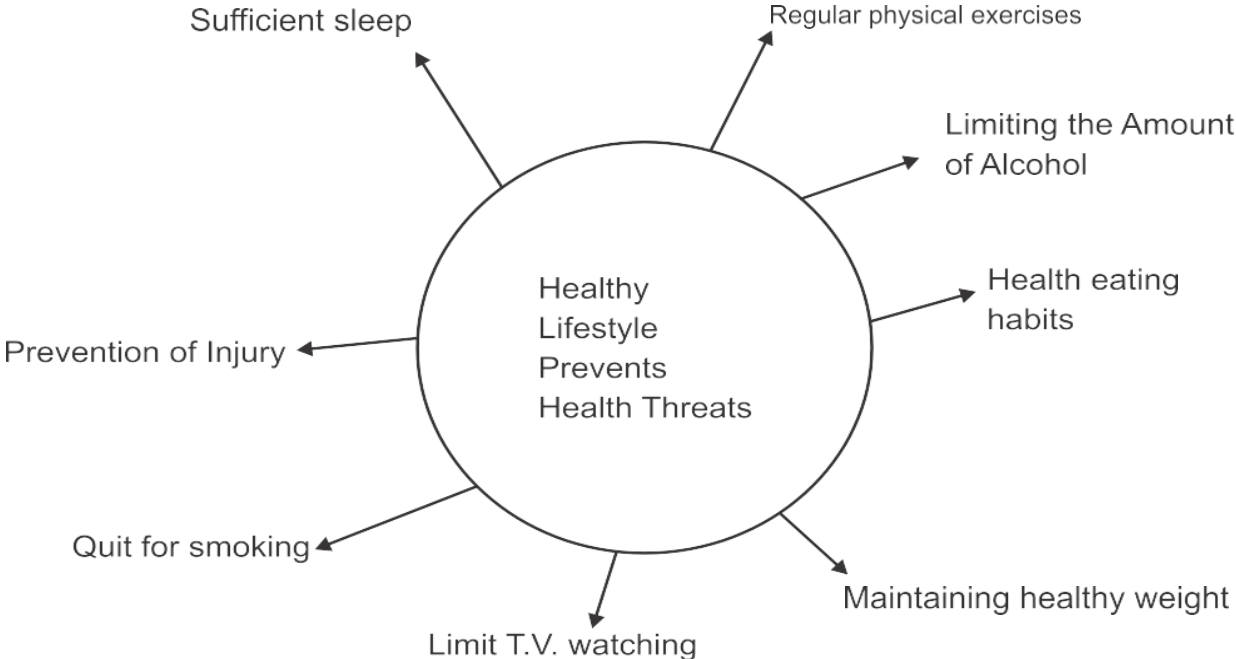 Sufficient sleep
Regular physical exercises
Limiting the Amount
of Alcohol
Health eating
habits
Healthy
Lifestyle
Prevents
Health Threats
Prevention of Injury
Quit for smoking
Maintaining healthy weight
Limit T.V. watching